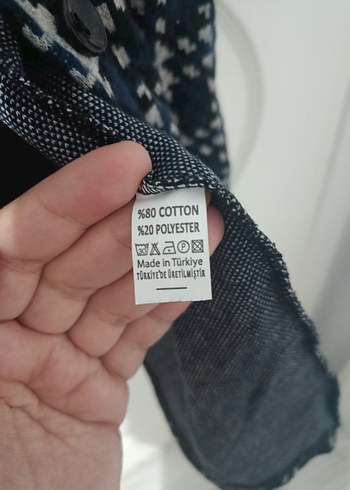 %80 COTTON
%20 POLYESTER
Made in Türkiye
TÜRKİYE'DE ÜRETİLMİŞTİR